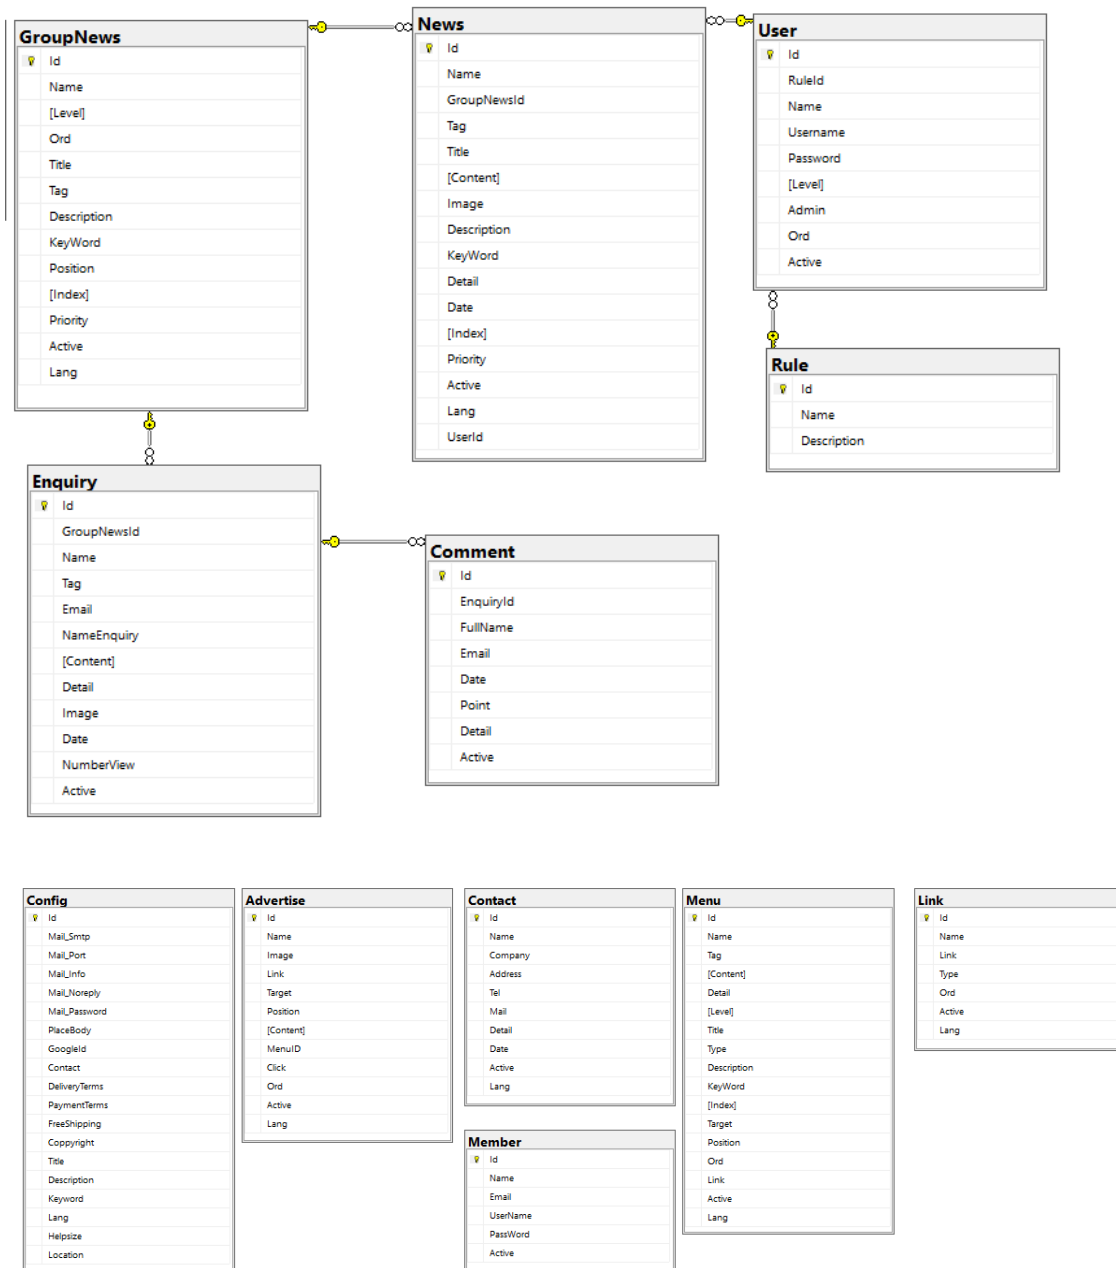 GroupNews
Id
Name
[Level]
Ord
Title
Tag
Description
KeyWord
Position
[Index]
Priority
Active
Lang
News
Id
Name
GroupNewsId
Tag
Title
[Content]
Image
Description
KeyWord
Detail
Date
[Index]
Priority
Active
Lang
UserId
User
Id
RuleId
Name
Username
Password
[Level]
Admin
Ord
Active
Rule
Id
Name
Description
Enquiry
Id
GroupNewsId
Name
Tag
Email
NameEnquiry
[Content]
Detail
Image
Date
NumberView
Active
Comment
Id
EnquiryId
FullName
Email
Date
Point
Detail
Active
Config
Id
Mail_Smtp
Mail_Port
Mail_Info
Mail_Noreply
Mail_Password
PlaceBody
GoogleId
Contact
DeliveryTerms
PaymentTerms
FreeShipping
Coppyright
Title
Description
Keyword
Lang
Helpsize
Location
Advertise
Id
Name
Image
Link
Target
Position
[Content]
MenuID
Click
Ord
Active
Lang
Contact
Id
Name
Company
Address
Tel
Mail
Detail
Date
Active
Lang
Member
Id
Name
Email
UserName
PassWord
Active
Menu
Id
Name
Tag
[Content]
Detail
[Level]
Title
Type
Description
KeyWord
[Index]
Target
Position
Ord
Link
Active
Lang
Link
Id
Name
Link
Type
Ord
Active
Lang